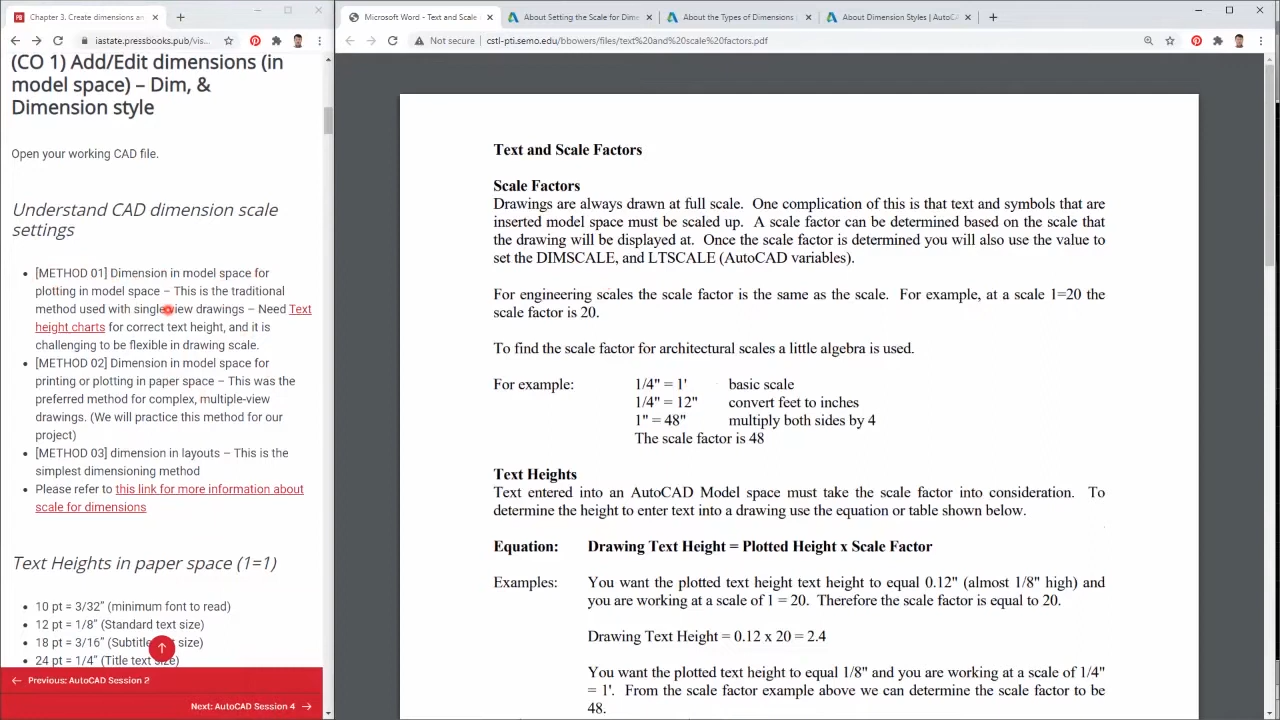 Chapter 3. Create dimensions an
iastate.pressbooks.pub/vis...
(CO 1) Add/Edit dimensions (in
model space) – Dim, &
Dimension style
Open your working CAD file.
Understand CAD dimension scale
settings
[METHOD 01] Dimension in model space for
plotting in model space – This is the traditional
method used with single-view drawings – Need Text
height charts for correct text height, and it is
challenging to be flexible in drawing scale.
[METHOD 02] Dimension in model space for
printing or plotting in paper space – This was the
preferred method for complex, multiple-view
drawings. (We will practice this method for our
project)
[METHOD 03] dimension in layouts – This is the
simplest dimensioning method
Please refer to this link for more information about
scale for dimensions
Text Heights in paper space (1=1)
10 pt = 3/32” (minimum font to read)
12 pt = 1/8” (Standard text size)
18 pt = 3/16” (Subtitle size)
24 pt = 1/4” (Title text size)
Previous: AutoCAD Session 2
Next: AutoCAD Session 4
Microsoft Word - Text and Scale
About Setting the Scale for Dime
About the Types of Dimensions
About Dimension Styles | AutoCA
Not secure | cstl-pti.semo.edu/bbowers/files/text%20and%20scale%20factors.pdf
Text and Scale Factors
Scale Factors
Drawings are always drawn at full scale. One complication of this is that text and symbols that are
inserted model space must be scaled up. A scale factor can be determined based on the scale that
the drawing will be displayed at. Once the scale factor is determined you will also use the value to
set the DIMSCALE, and LTSCALE (AutoCAD variables).
For engineering scales the scale factor is the same as the scale. For example, at a scale 1=20 the
scale factor is 20.
To find the scale factor for architectural scales a little algebra is used.
For example: 1/4" = 1' basic scale
1/4" = 12" convert feet to inches
1" = 48" multiply both sides by 4
The scale factor is 48
Text Heights
Text entered into an AutoCAD Model space must take the scale factor into consideration. To
determine the height to enter text into a drawing use the equation or table shown below.
Equation: Drawing Text Height = Plotted Height x Scale Factor
Examples: You want the plotted text height text height to equal 0.12" (almost 1/8" high) and
you are working at a scale of 1 = 20. Therefore the scale factor is equal to 20.
Drawing Text Height = 0.12 x 20 = 2.4
You want the plotted text height to equal 1/8" and you are working at a scale of 1/4"
= 1'. From the scale factor example above we can determine the scale factor to be
48.